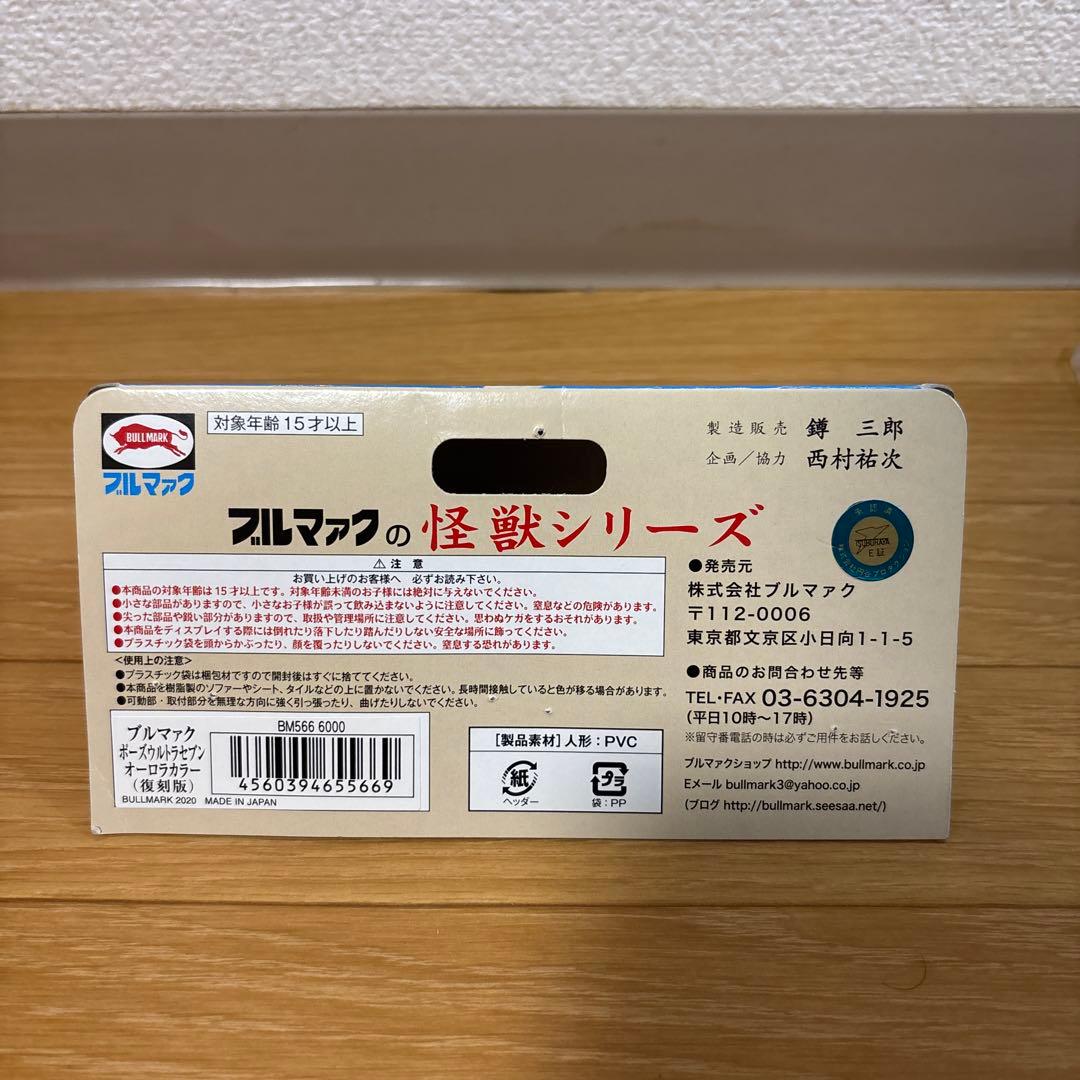 BULLMARK
ブルマァク
対象年齢15才以上
製造販売 鐏 三郎
企画／協力 西村祐次
ブルマァクの怪獣シリーズ
承認済
TSUBURAYA
株式会社円谷プロダクション
⚠ 注 意
お買い上げのお客様へ 必ずお読み下さい。
●本商品の対象年齢は15才以上です。対象年齢未満のお子様には絶対に与えないでください。
●小さな部品がありますので、小さなお子様が誤って飲み込まないように注意してください。窒息などの危険があります。
●尖った部品や鋭い部分がありますので、取扱や管理場所に注意してください。思わぬケガをするおそれがあります。
●本商品をディスプレイする際には倒れたり落下したり踏んだりしない安全な場所に飾ってください。
●プラスチック袋を頭からかぶったり、顔を覆ったりしないでください。窒息する恐れがあります。
<使用上の注意>
●プラスチック袋は梱包材ですので開封後はすぐに捨ててください。
●本商品を樹脂製のソファーやシート、タイルなどの上に置かないでください。長時間接触していると色が移る場合があります。
●可動部・取付部分を無理な方向に強く引っ張ったり、曲げたりしないでください。
ブルマァク
ポーズウルトラセブン
オーロラカラー
（復刻版）
BULLMARK 2020 MADE IN JAPAN
BM566 6000
4560394655669
［製品素材］人形：PVC
紙
ヘッダー
プラ
袋：PP
●発売元
株式会社ブルマァク
〒112-0006
東京都文京区小日向1-1-5
●商品のお問合わせ先等
TEL・FAX 03-6304-1925
(平日10時〜17時)
※留守番電話の時は必ずご用件をお話しください。
ブルマァクショップ http://www.bullmark.co.jp
Eメール bullmark3@yahoo.co.jp
(ブログ http://bullmark.seesaa.net/)